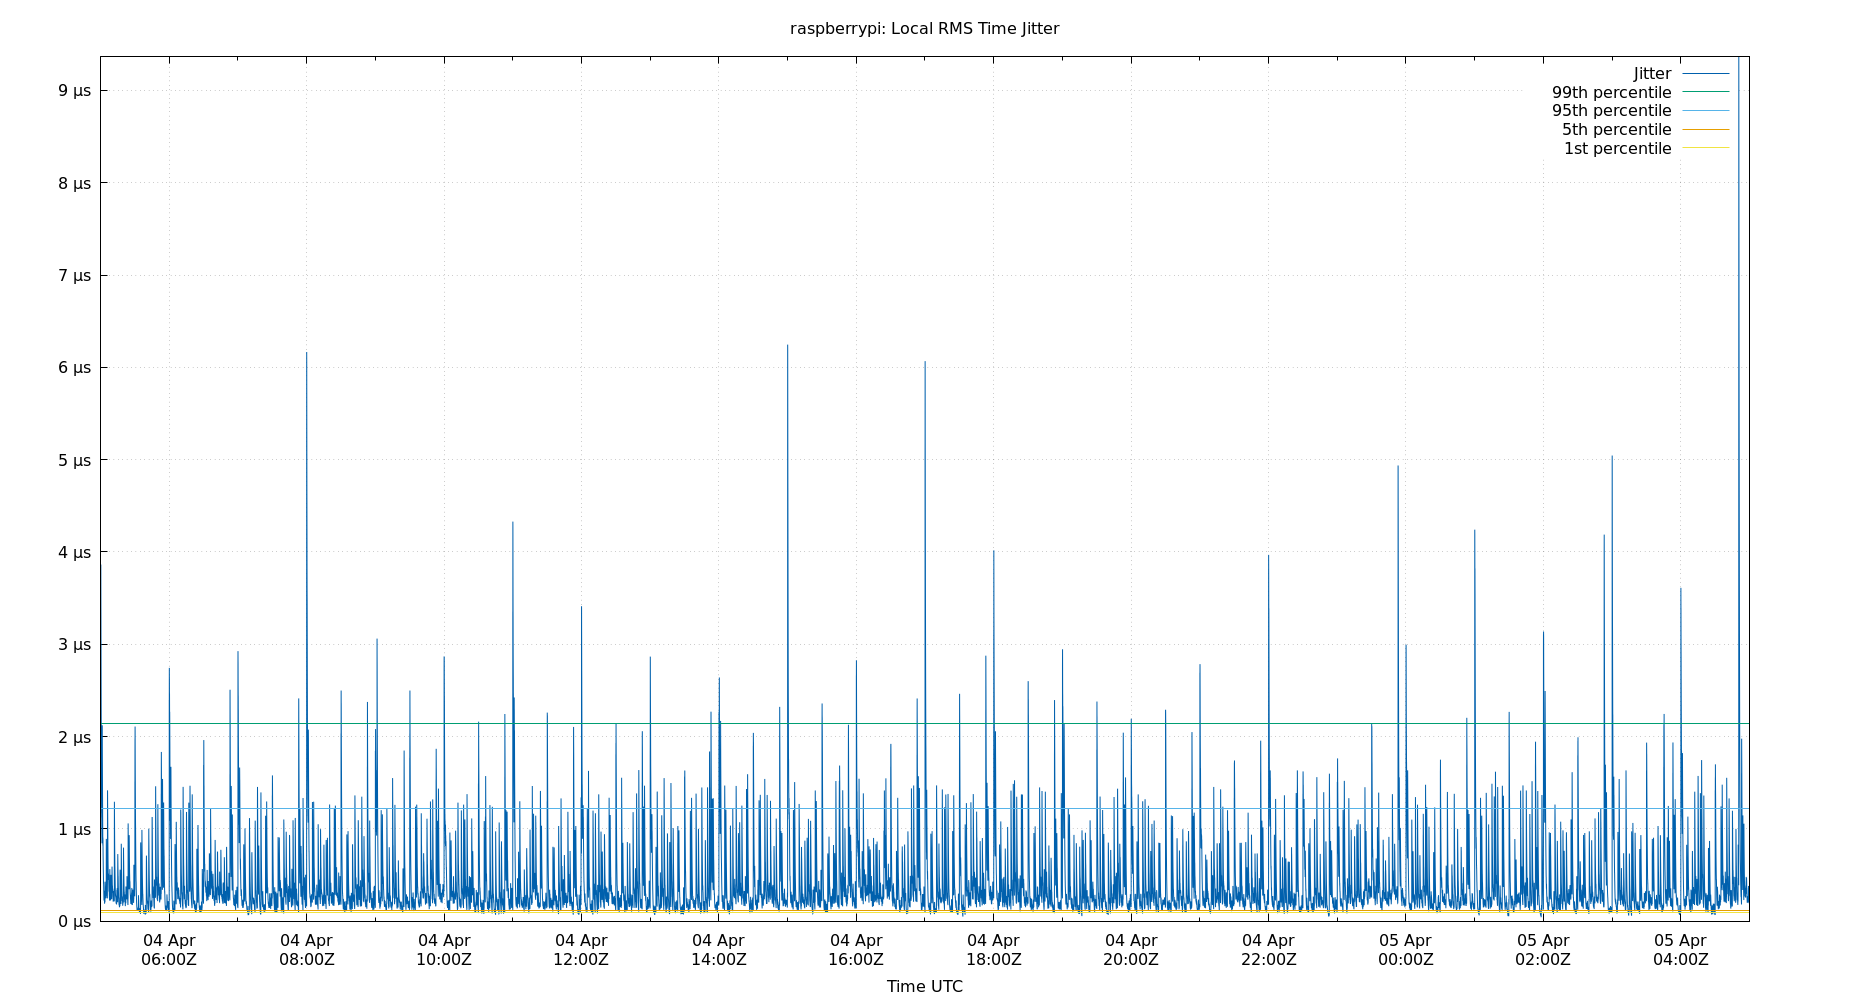 raspberrypi: Local RMS Time Jitter
Jitter
99th percentile
95th percentile
5th percentile
1st percentile
9 µs
8 µs
7 µs
6 µs
5 µs
4 µs
3 µs
2 µs
1 µs
0 µs
04 Apr 04 Apr 04 Apr 04 Apr 04 Apr 04 Apr 04 Apr 04 Apr 04 Apr 05 Apr 05 Apr 05 Apr
06:00Z 08:00Z 10:00Z 12:00Z 14:00Z 16:00Z 18:00Z 20:00Z 22:00Z 00:00Z 02:00Z 04:00Z
Time UTC